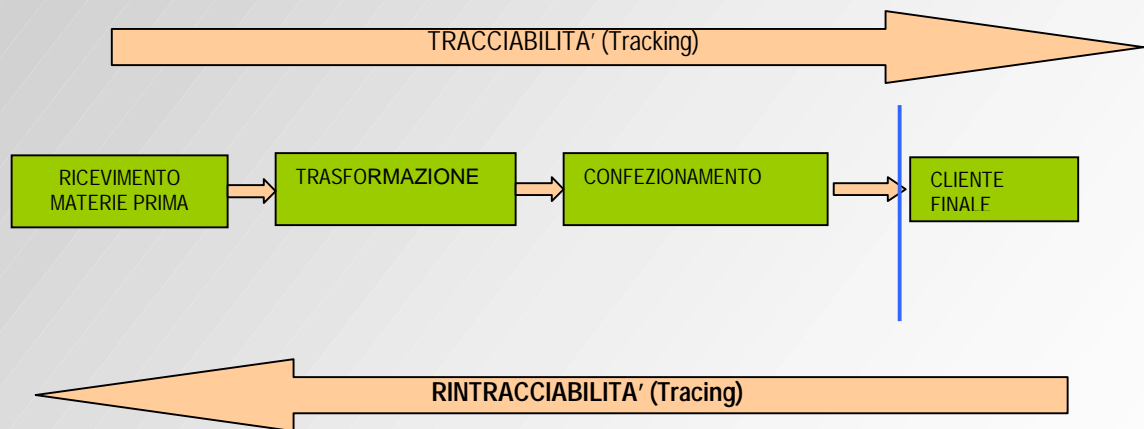 TRACCIABILITA' (Tracking)
RICEVIMENTO
MATERIE PRIMA
TRASFORMAZIONE
CONFEZIONAMENTO
CLIENTE
FINALE
RINTRACCIABILITA' (Tracing)